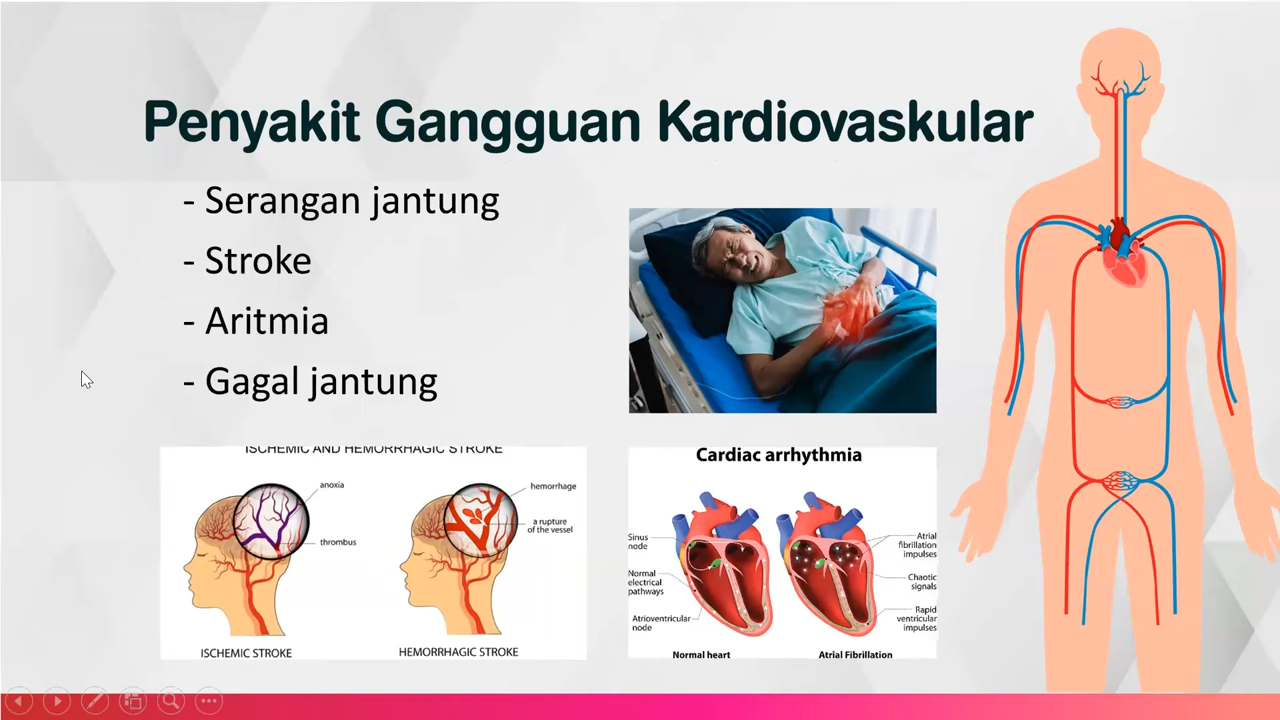 Penyakit Gangguan Kardiovaskular
- Serangan jantung
- Stroke
- Aritmia
- Gagal jantung
ISCHEMIC AND HEMORRHAGIC STROKE
anoxia
thrombus
ISCHEMIC STROKE
hemorrhage
a rupture
of the vessel
HEMORRHAGIC STROKE
Cardiac arrhythmia
Sinus
node
Normal
electrical
pathways
Atrioventricular
node
Normal heart
Atrial
fibrillation
impulses
Chaotic
signals
Rapid
ventricular
impulses
Atrial Fibrillation